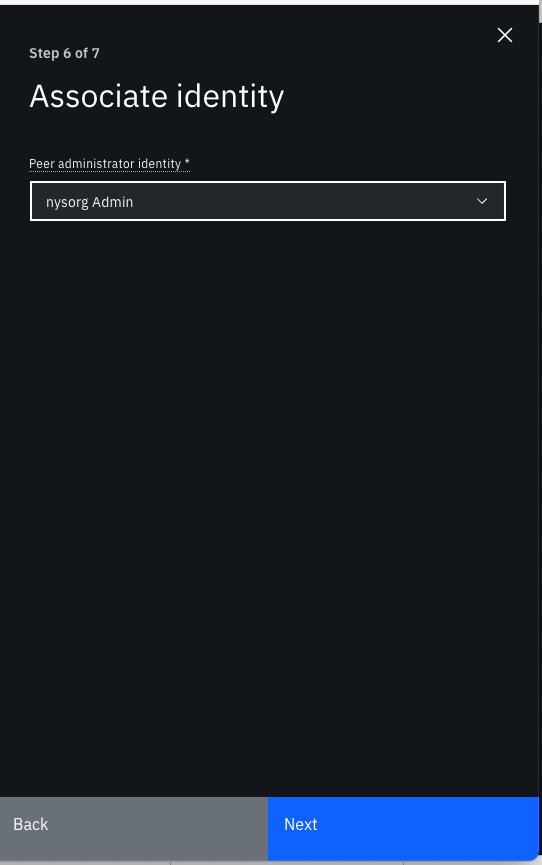 Step 6 of 7
Associate identity
Peer administrator identity *
nysorg Admin
Back
Next